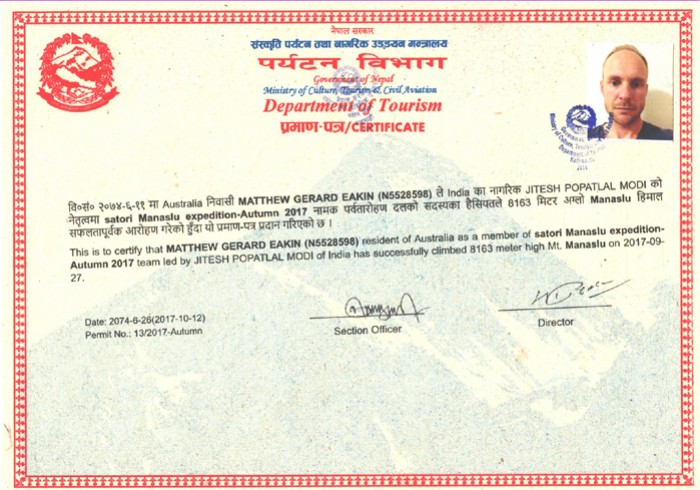 नेपाल सरकार
संस्कृति पर्यटन तथा नागरिक उड्डयन मन्त्रालय
पर्यटन विभाग
Government of Nepal
Ministry of Culture, Tourism & Civil Aviation
Department of Tourism
प्रमाण-पत्र/CERTIFICATE
वि०सं० २०७४-६-११ मा Australia निवासी MATTHEW GERARD EAKIN (N5528598) ले India का नागरिक JITESH POPATLAL MODI को
नेतृत्वमा satori Manaslu expedition-Autumn 2017 नामक पर्वतारोहण दलको सदस्यका हैसियतले 8163 मिटर अग्लो Manaslu हिमाल
सफलतापूर्वक आरोहण गरेको हुँदा यो प्रमाण-पत्र प्रदान गरिएको छ ।
This is to certify that MATTHEW GERARD EAKIN (N5528598) resident of Australia as a member of satori Manaslu expedition-
Autumn 2017 team led by JITESH POPATLAL MODI of India has successfully climbed 8163 meter high Mt. Manaslu on 2017-09-
27.
Date: 2074-6-26(2017-10-12)
Permit No.: 13/2017-Autumn
Section Officer
Director